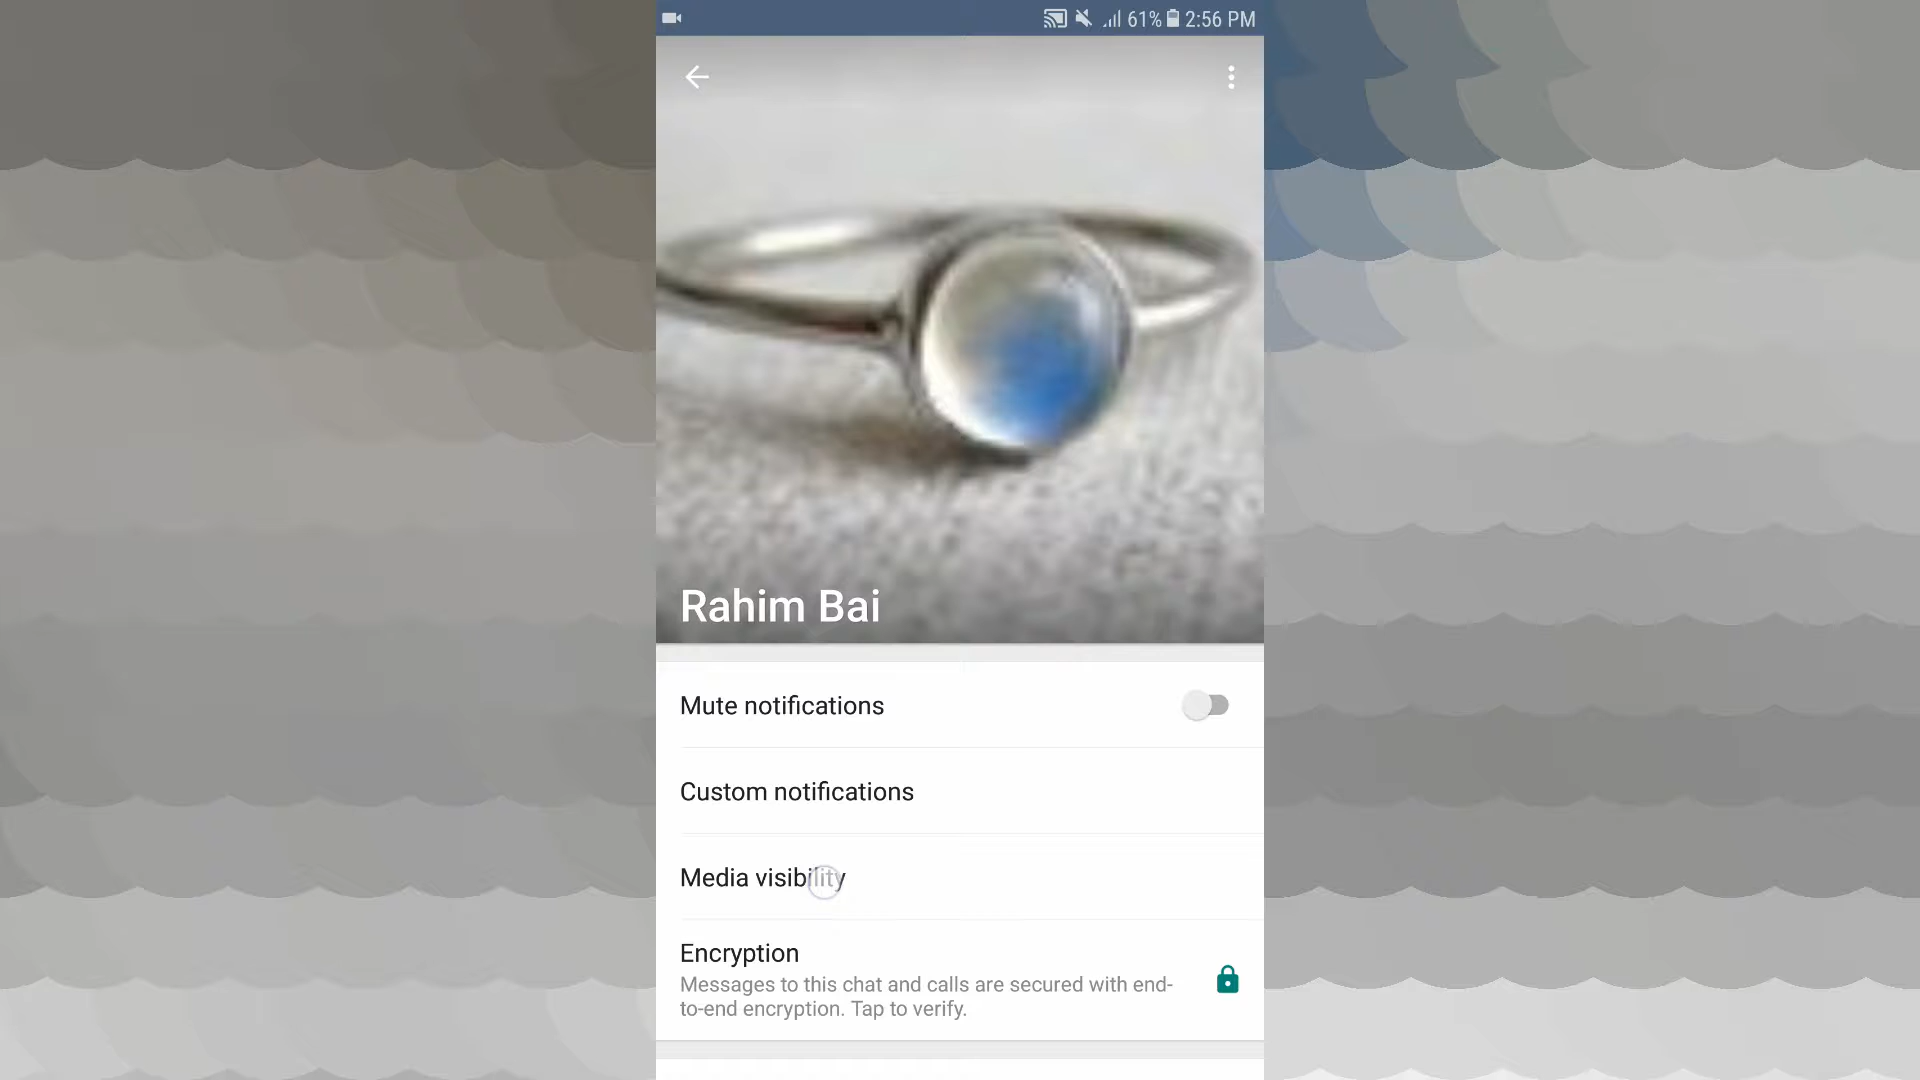 61% 2:56 PM
Rahim Bai
Mute notifications
Custom notifications
Media visibility
Encryption
Messages to this chat and calls are secured with end-
to-end encryption. Tap to verify.